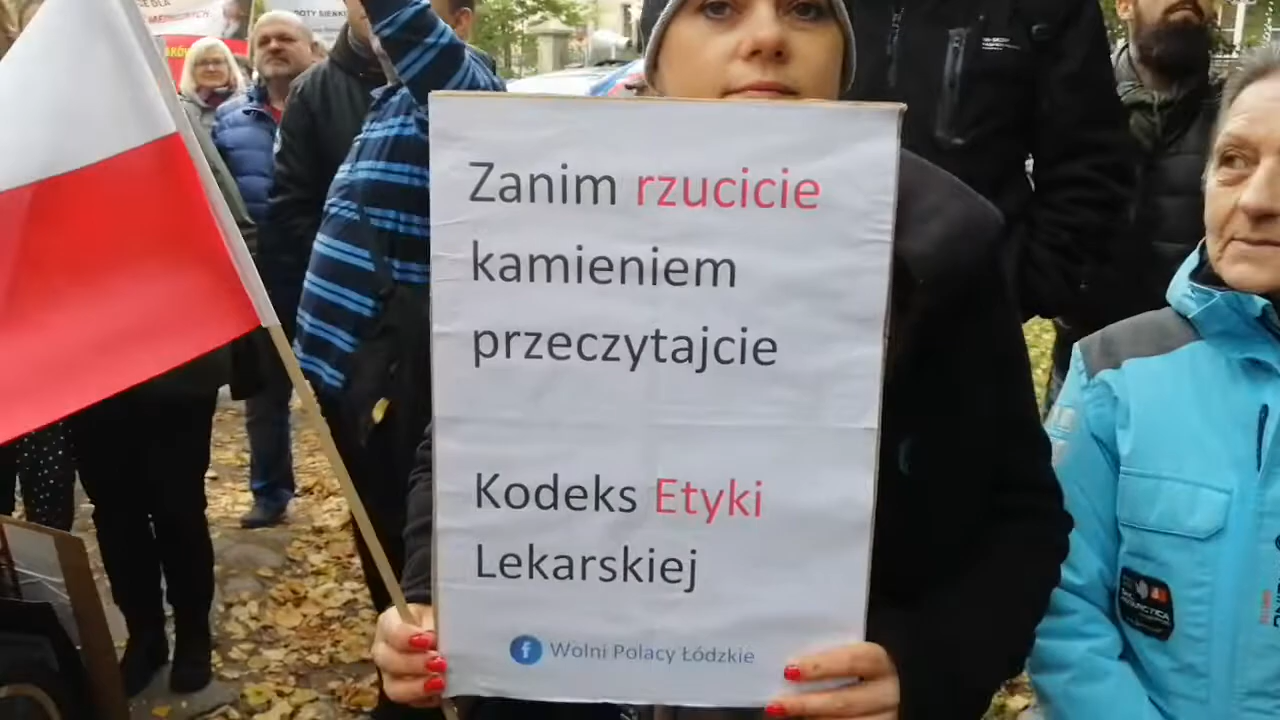 Zanim rzucicie
kamieniem
przeczytajcie
Kodeks Etyki
Lekarskiej
f Wolni Polacy Łódzkie